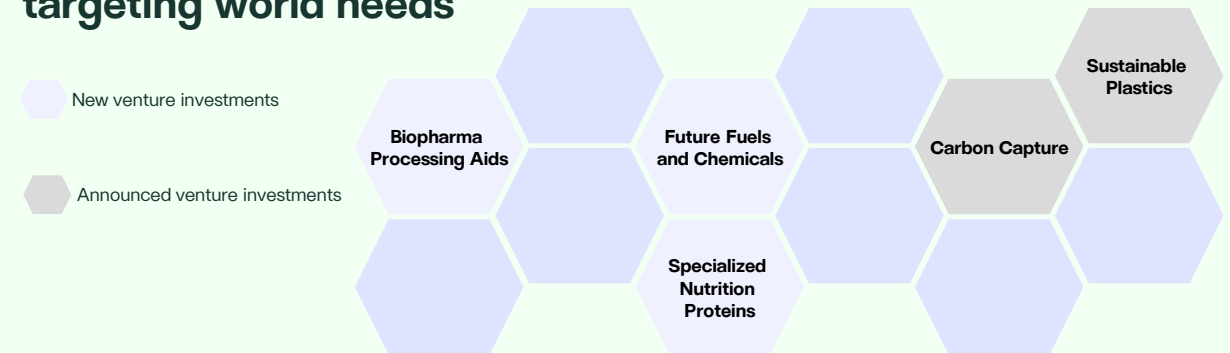 targeting world needs
New venture investments
Announced venture investments
Biopharma
Processing Aids
Future Fuels
and Chemicals
Specialized
Nutrition
Proteins
Carbon Capture
Sustainable
Plastics